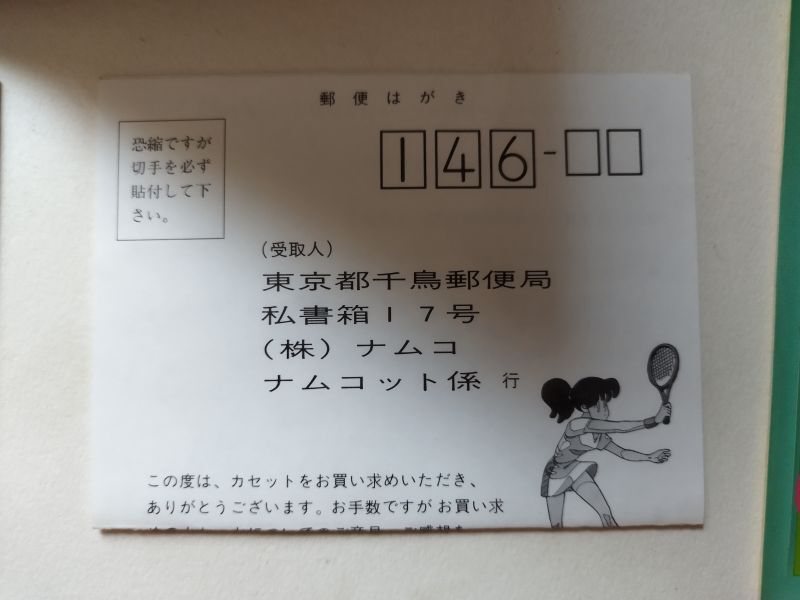 郵便はがき
恐縮ですが
切手を必ず
貼付して下
さい。
146-
(受取人)
東京都千鳥郵便局
私書箱17号
(株)ナムコ
ナムコット係 行
この度は、カセットをお買い求めいただき、
ありがとうございます。お手数ですがお買い求